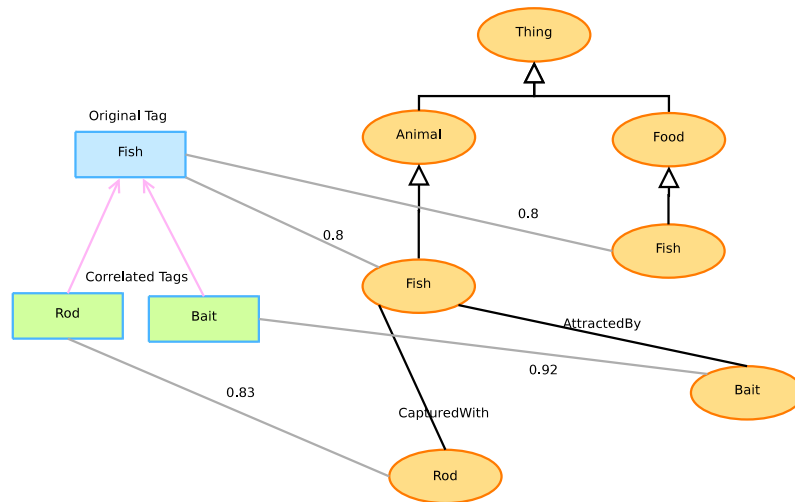 Thing
Original Tag
Animal
Food
Fish
0.8
0.8
Fish
Correlated Tags
Fish
Rod
Bait
AttractedBy
0.92
0.83
Bait
CapturedWith
Rod